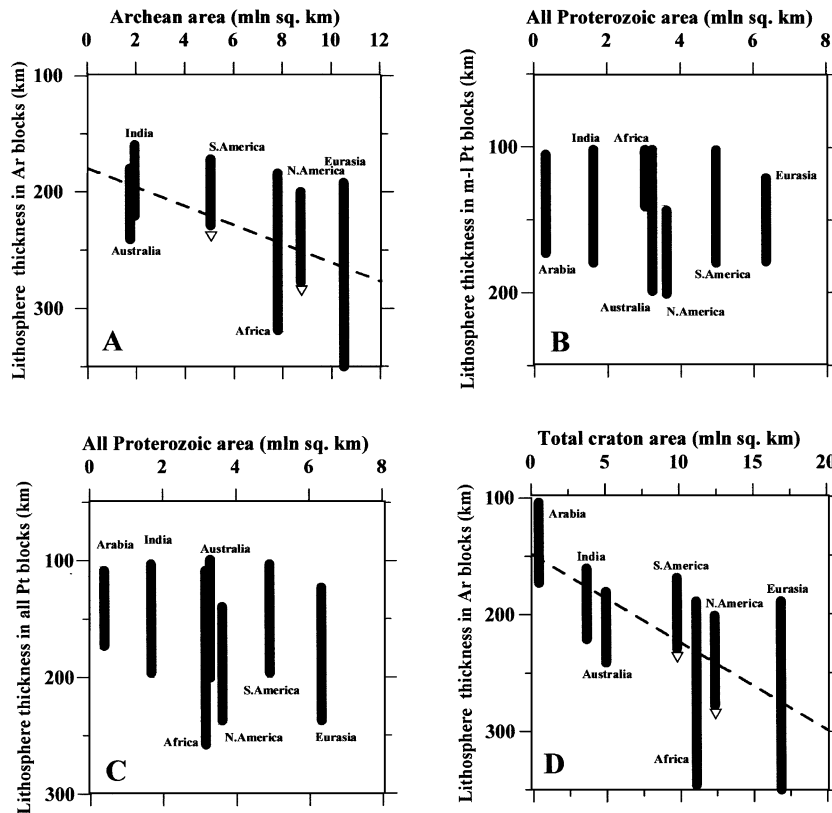 Archean area (mln sq. km)
0 2 4 6 8 10 12
Lithosphere thickness in Ar blocks (km)
100
200
300
India
S.America
N.America
Eurasia
Australia
Africa
A
All Proterozoic area (mln sq. km)
0 2 4 6 8
Lithosphere thickness in m-l Pt blocks (km)
100
200
India
Africa
Eurasia
Arabia
S.America
Australia
N.America
B
All Proterozoic area (mln sq. km)
0 2 4 6 8
Lithosphere thickness in all Pt blocks (km)
100
200
300
Arabia
India
Australia
S.America
Africa
N.America
Eurasia
C
Total craton area (mln sq. km)
0 5 10 15 20
Lithosphere thickness in Ar blocks (km)
100
200
300
Arabia
India
S.America
N.America
Eurasia
Australia
Africa
D